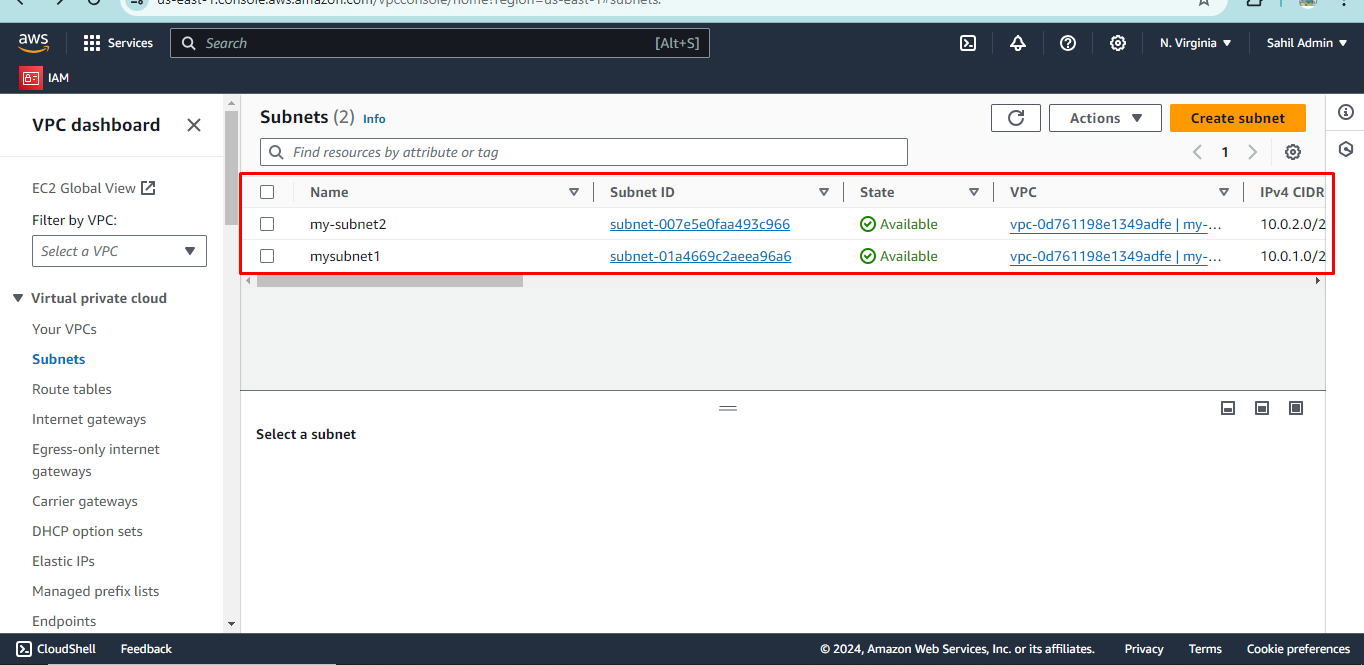 us-east-1.console.aws.amazon.com/vpcconsole/home?region=us-east-1#subnets:
aws
Services
Search
[Alt+S]
N. Virginia
Sahil Admin
IAM
VPC dashboard
EC2 Global View
Filter by VPC:
Select a VPC
Virtual private cloud
Your VPCs
Subnets
Route tables
Internet gateways
Egress-only internet
gateways
Carrier gateways
DHCP option sets
Elastic IPs
Managed prefix lists
Endpoints
Subnets (2) Info
Actions
Create subnet
Find resources by attribute or tag
1
Name Subnet ID State VPC IPv4 CIDR
my-subnet2 subnet-007e5e0faa493c966 Available vpc-0d761198e1349adfe | my-... 10.0.2.0/2
mysubnet1 subnet-01a4669c2aeea96a6 Available vpc-0d761198e1349adfe | my-... 10.0.1.0/2
Select a subnet
CloudShell Feedback © 2024, Amazon Web Services, Inc. or its affiliates. Privacy Terms Cookie preferences